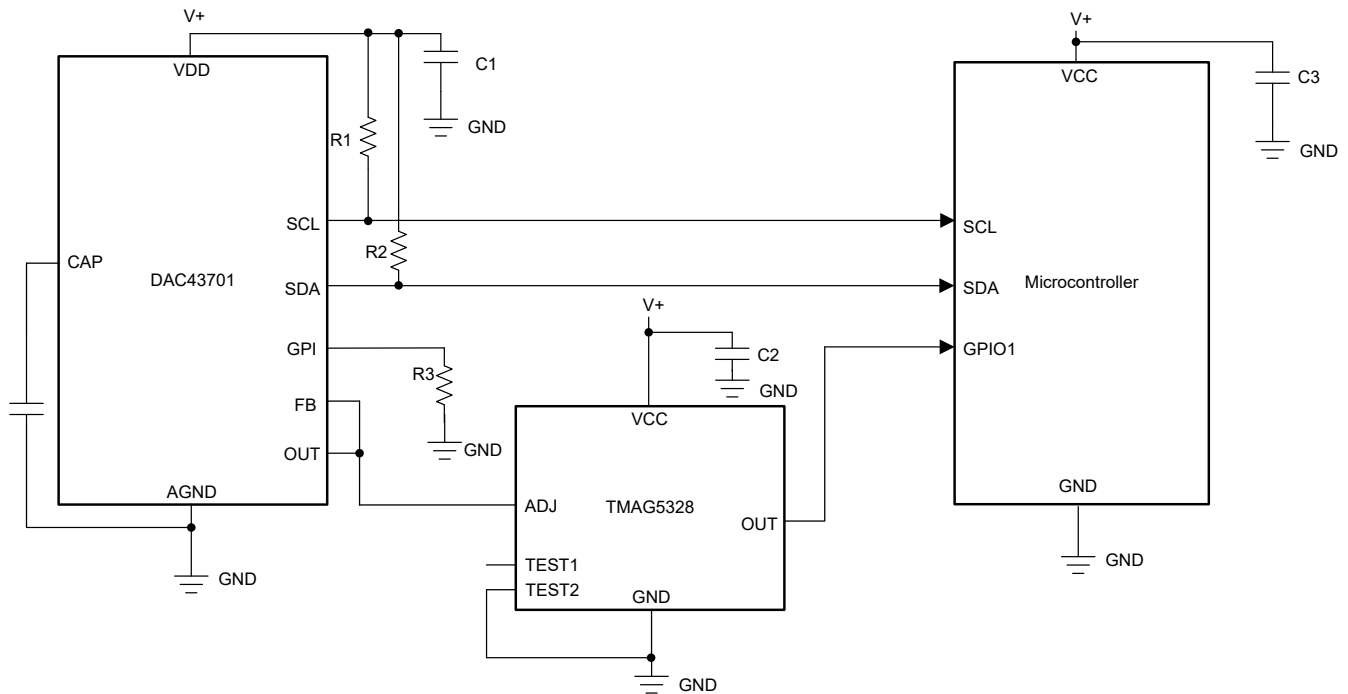 V+
VDD
C1
GND
R1
SCL
R2
CAP
DAC43701
SDA
GPI
R3
GND
FB
OUT
AGND
GND
V+
C2
GND
VCC
ADJ
TMAG5328
OUT
TEST1
TEST2
GND
GND
V+
VCC
C3
GND
SCL
SDA
Microcontroller
GPIO1
GND
GND